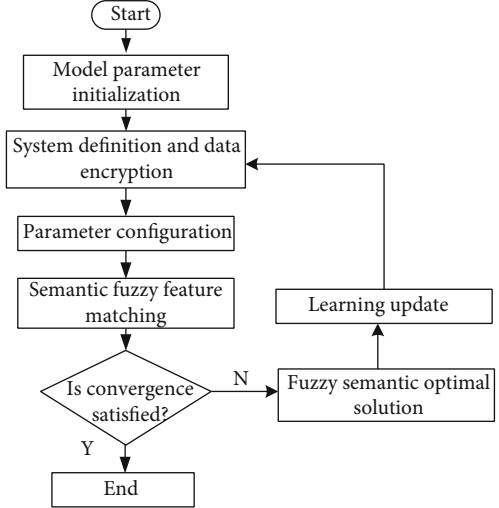 Start
Model parameter
initialization
System definition and data
encryption
Parameter configuration
Semantic fuzzy feature
matching
Learning update
Is convergence
satisfied?
N
Fuzzy semantic optimal
solution
Y
End